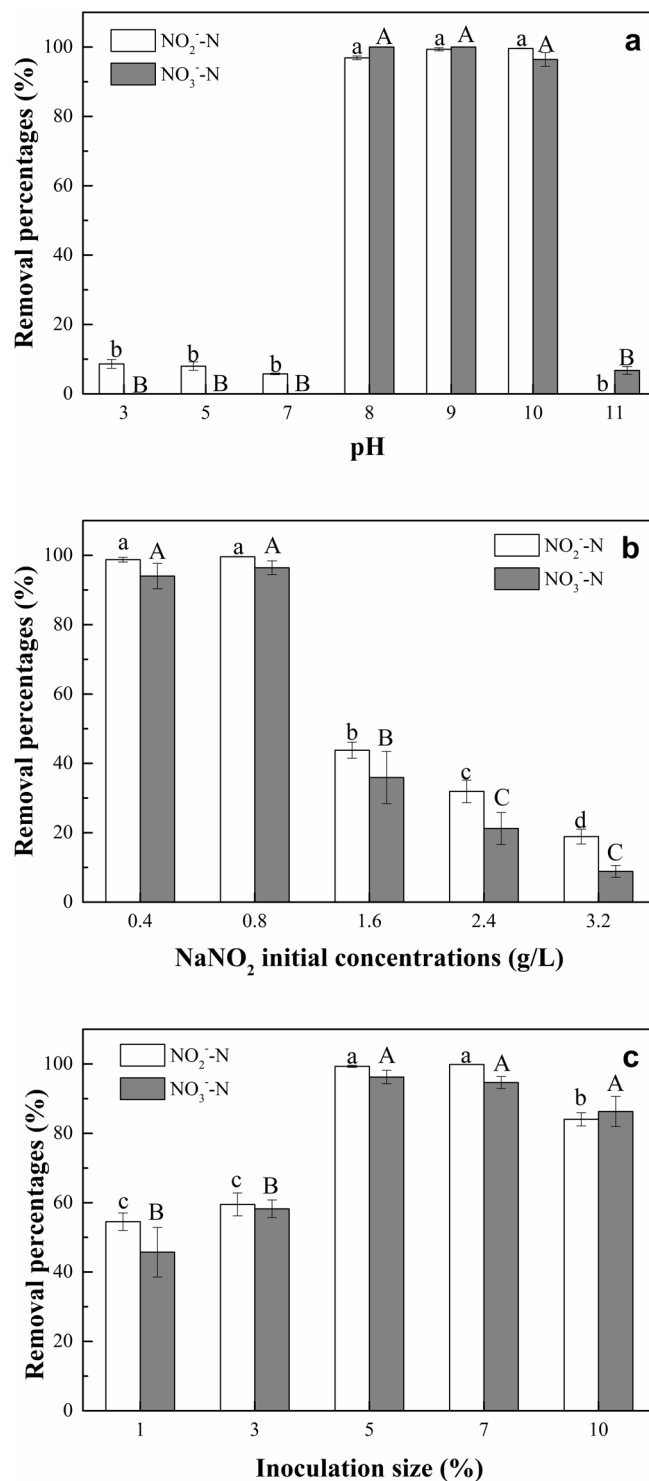 NO₂⁻-N
NO₃⁻-N
a
a A a A a A
b B b B b B b B
Removal percentages (%)
100
80
60
40
20
0
3 5 7 8 9 10 11
pH
b
NO₂⁻-N
NO₃⁻-N
a A a A
b B c C d C
Removal percentages (%)
100
80
60
40
20
0
0.4 0.8 1.6 2.4 3.2
NaNO₂ initial concentrations (g/L)
c
NO₂⁻-N
NO₃⁻-N
c B c B a A a A b A
Removal percentages (%)
100
80
60
40
20
0
1 3 5 7 10
Inoculation size (%)